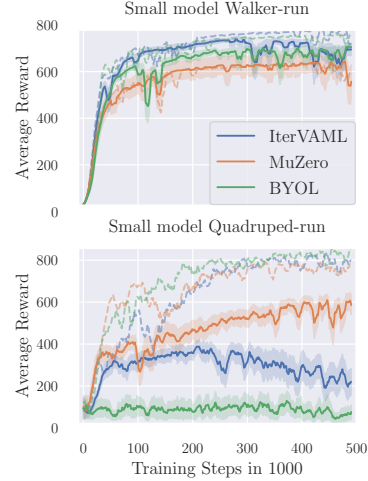 Small model Walker-run
800
600
400
200
0
Average Reward
IterVAML
MuZero
BYOL
Small model Quadruped-run
800
600
400
200
0
Average Reward
0 100 200 300 400 500
Training Steps in 1000